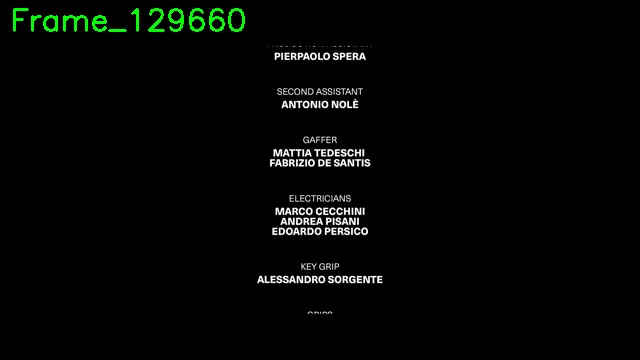 Frame_129660
PIERPAOLO SPERA
SECOND ASSISTANT
ANTONIO NOLÈ
GAFFER
MATTIA TEDESCHI
FABRIZIO DE SANTIS
ELECTRICIANS
MARCO CECCHINI
ANDREA PISANI
EDOARDO PERSICO
KEY GRIP
ALESSANDRO SORGENTE